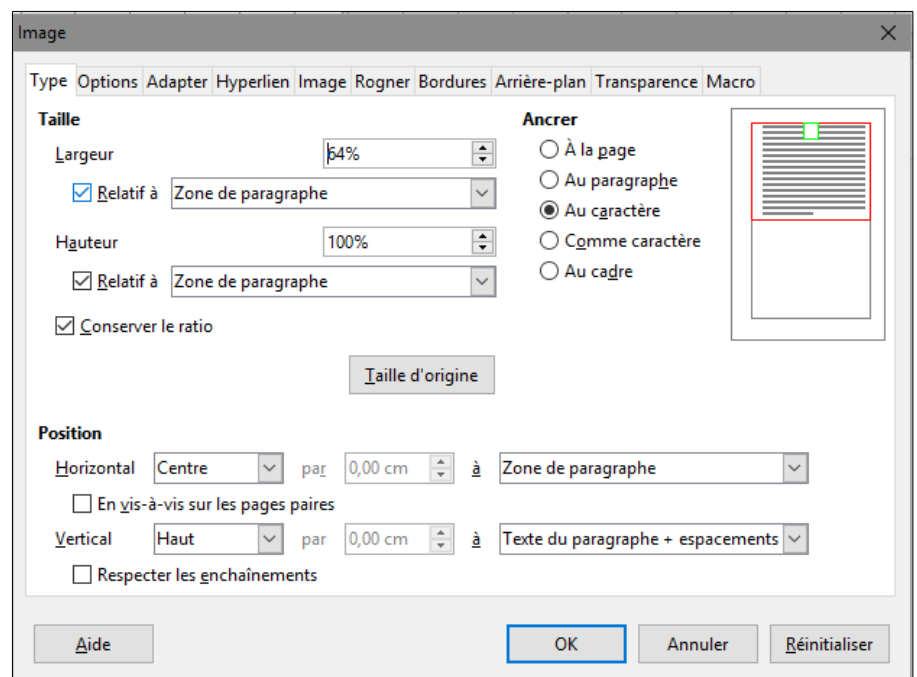 Image
Type Options Adapter Hyperlien Image Rogner Bordures Arrière-plan Transparence Macro
Taille
Largeur 64%
Relatif à Zone de paragraphe
Hauteur 100%
Relatif à Zone de paragraphe
Conserver le ratio
Taille d'origine
Ancrer
À la page
Au paragraphe
Au caractère
Comme caractère
Au cadre
Position
Horizontal Centre par 0,00 cm à Zone de paragraphe
En vis-à-vis sur les pages paires
Vertical Haut par 0,00 cm à Texte du paragraphe + espacements
Respecter les enchaînements
Aide OK Annuler Réinitialiser